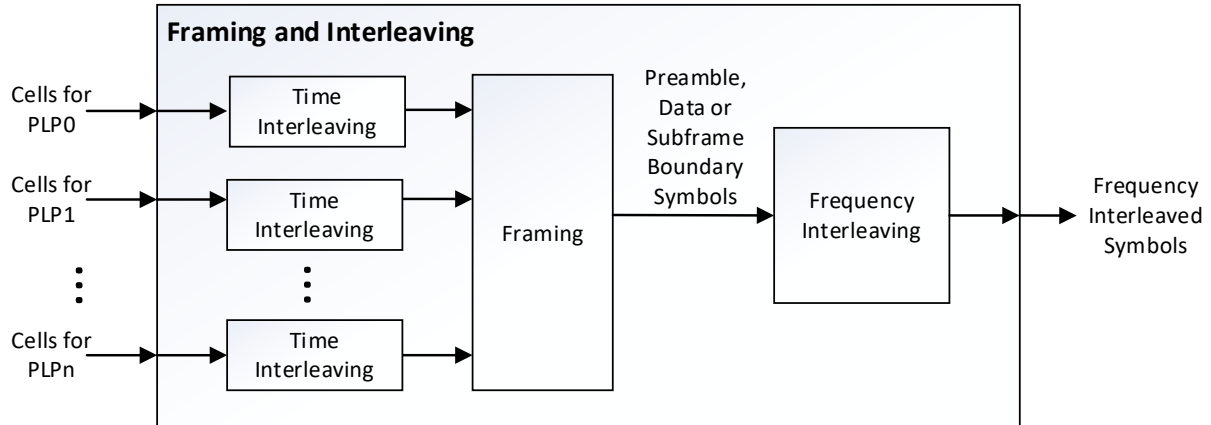 Framing and Interleaving
Cells for
PLP0
Time
Interleaving
Cells for
PLP1
Time
Interleaving
Cells for
PLPn
Time
Interleaving
Framing
Preamble,
Data or
Subframe
Boundary
Symbols
Frequency
Interleaving
Frequency
Interleaved
Symbols